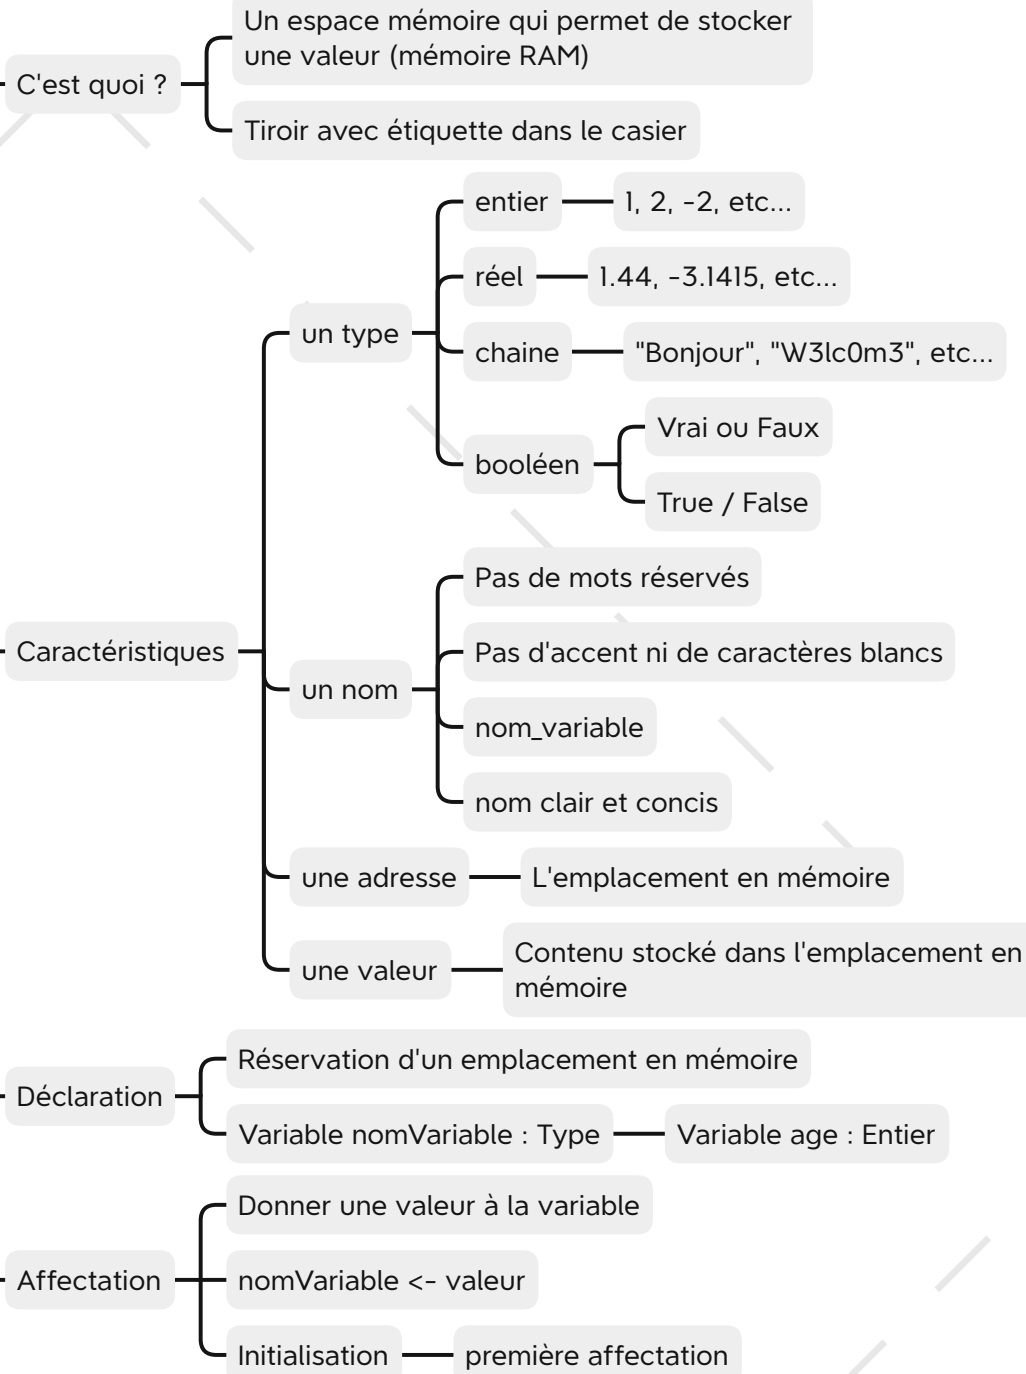 C'est quoi ?
Un espace mémoire qui permet de stocker
une valeur (mémoire RAM)
Tiroir avec étiquette dans le casier
Caractéristiques
un type
entier
1, 2, -2, etc...
réel
1.44, -3.1415, etc...
chaine
"Bonjour", "W3lc0m3", etc...
booléen
Vrai ou Faux
True / False
un nom
Pas de mots réservés
Pas d'accent ni de caractères blancs
nom_variable
nom clair et concis
une adresse
L'emplacement en mémoire
une valeur
Contenu stocké dans l'emplacement en
mémoire
Déclaration
Réservation d'un emplacement en mémoire
Variable nomVariable : Type
Variable age : Entier
Affectation
Donner une valeur à la variable
nomVariable <- valeur
Initialisation
première affectation